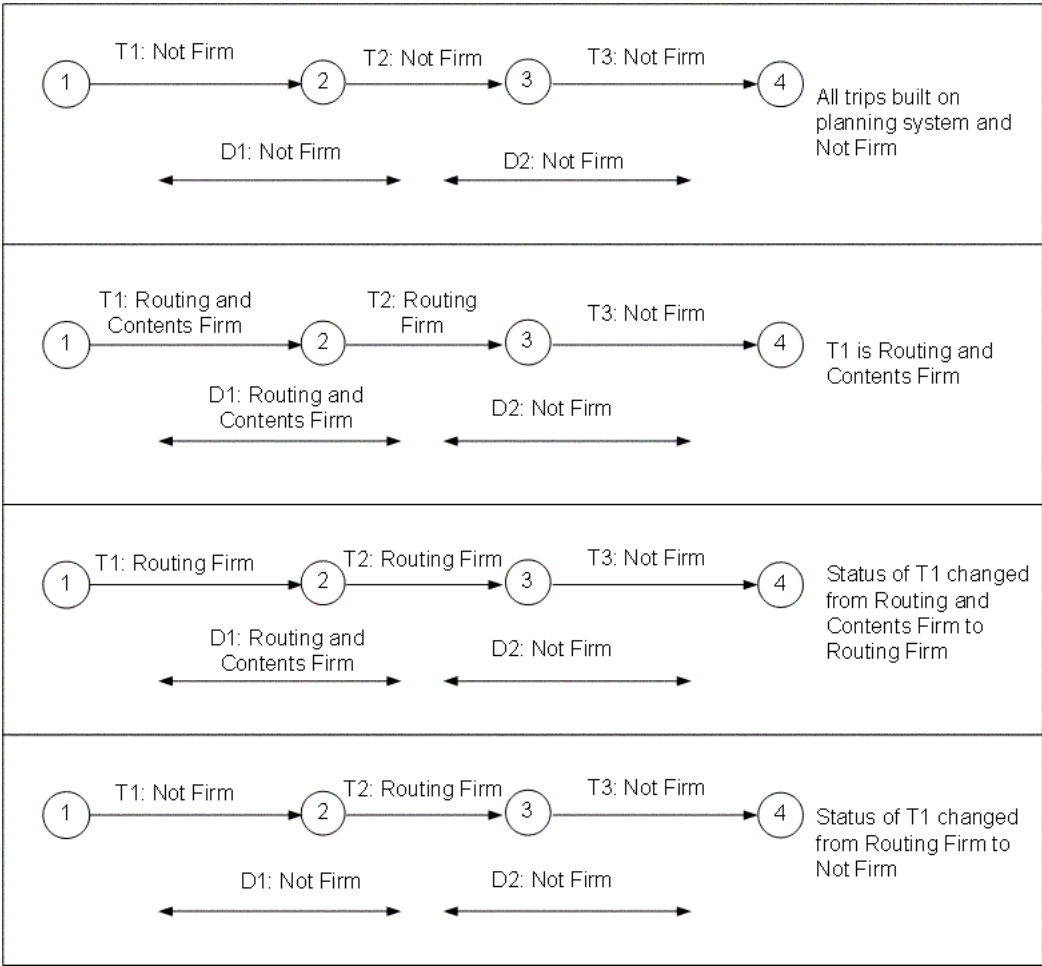 T1: Not Firm
T2: Not Firm
T3: Not Firm
1
2
3
4
All trips built on
planning system and
Not Firm
D1: Not Firm
D2: Not Firm
T1: Routing and
Contents Firm
T2: Routing
Firm
T3: Not Firm
1
2
3
4
T1 is Routing and
Contents Firm
D1: Routing and
Contents Firm
D2: Not Firm
T1: Routing Firm
T2: Routing Firm
T3: Not Firm
1
2
3
4
Status of T1 changed
from Routing and
Contents Firm to
Routing Firm
D1: Routing and
Contents Firm
D2: Not Firm
T1: Not Firm
T2: Routing Firm
T3: Not Firm
1
2
3
4
Status of T1 changed
from Routing Firm to
Not Firm
D1: Not Firm
D2: Not Firm